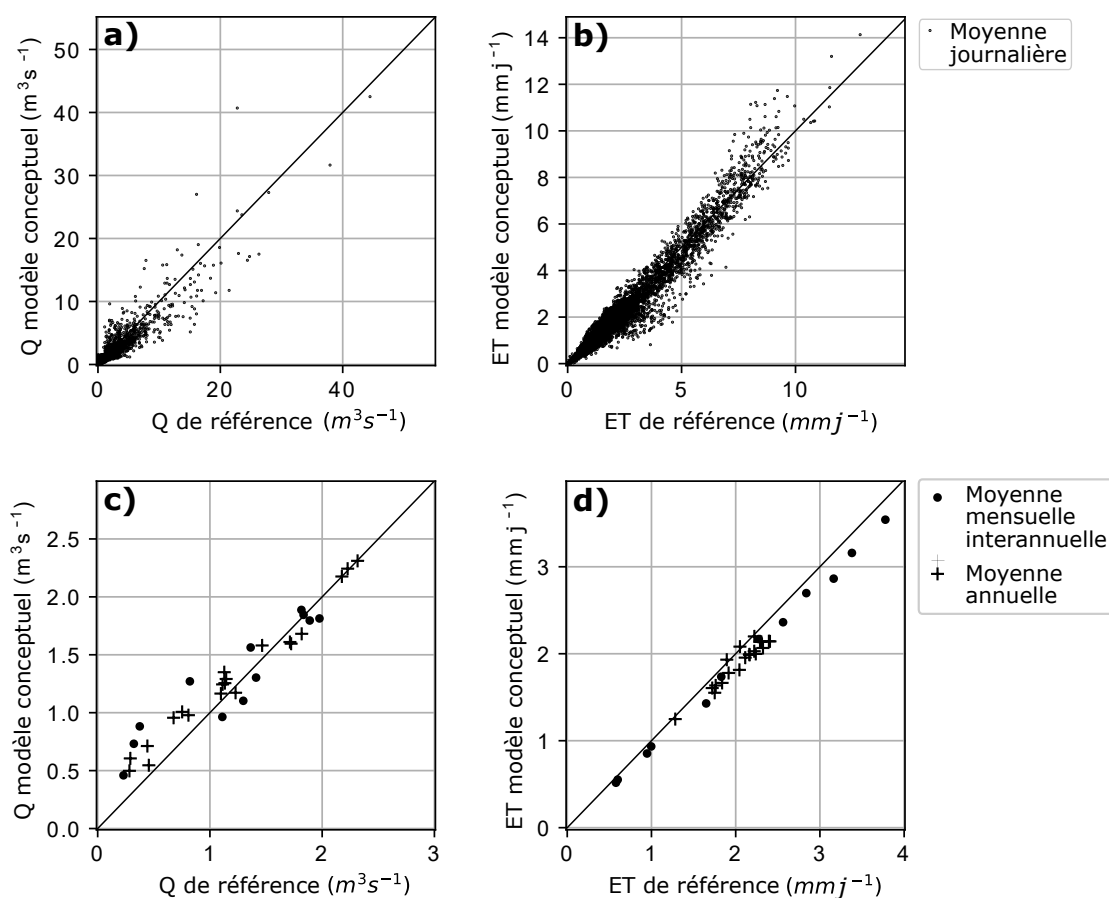 a)
50
40
30
20
10
0
0
20
40
Q modèle conceptuel (m³s⁻¹)
Q de référence (m³s⁻¹)
b)
14
12
10
8
6
4
2
0
0
5
10
ET modèle conceptuel (mm j⁻¹)
ET de référence (mm j⁻¹)
Moyenne
journalière
c)
2.5
2.0
1.5
1.0
0.5
0.0
0
1
2
3
Q modèle conceptuel (m³s⁻¹)
Q de référence (m³s⁻¹)
d)
3
2
1
0
0
1
2
3
4
ET modèle conceptuel (mm j⁻¹)
ET de référence (mm j⁻¹)
Moyenne
mensuelle
interannuelle
Moyenne
annuelle